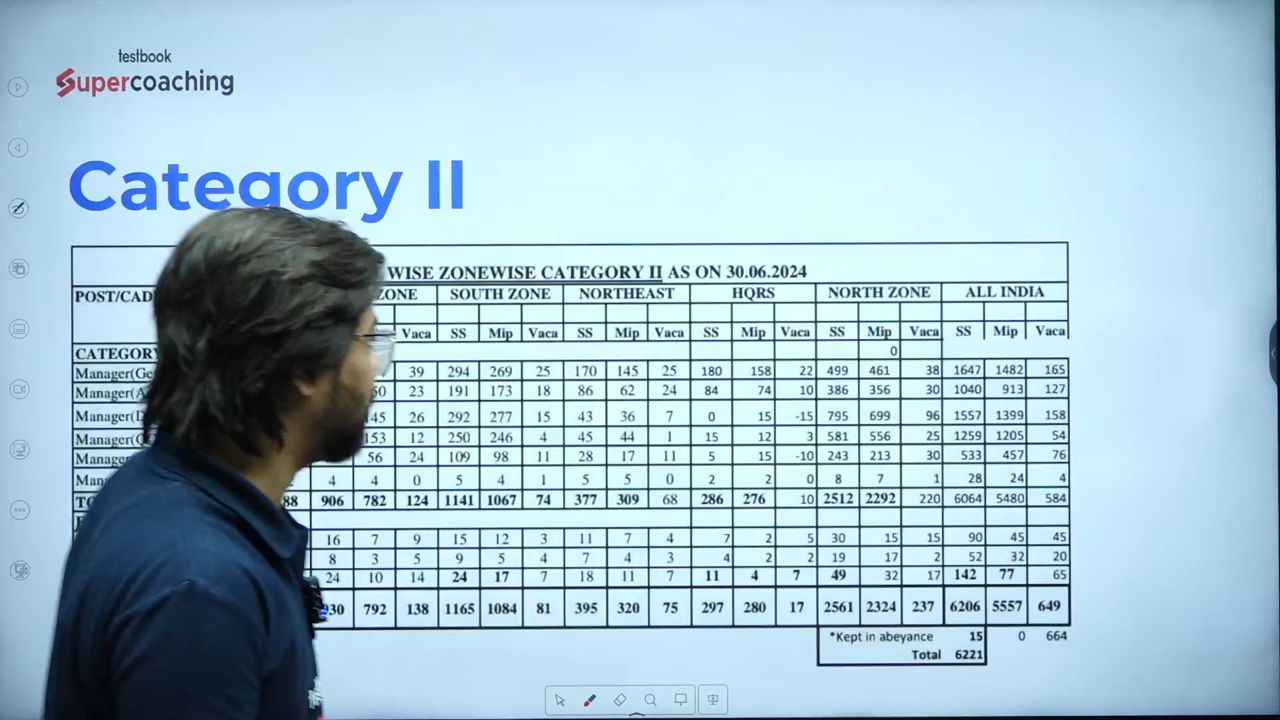 testbook
Supercoaching
Category II
WISE ZONEWISE CATEGORY II AS ON 30.06.2024
POST/CAD ZONE SOUTH ZONE NORTHEAST HQRS NORTH ZONE ALL INDIA
Vaca SS Mip Vaca SS Mip Vaca SS Mip Vaca SS Mip Vaca SS Mip Vaca
CATEGORY 0
Manager(Ge 39 294 269 25 170 145 25 180 158 22 499 461 38 1647 1482 165
Manager(A 23 191 173 18 86 62 24 84 74 10 386 356 30 1040 913 127
Manager(D 145 26 292 277 15 43 36 7 0 15 -15 795 699 96 1557 1399 158
Manager( 153 12 250 246 4 45 44 1 15 12 3 581 556 25 1259 1205 54
Manager 56 24 109 98 11 28 17 11 5 15 -10 243 213 30 533 457 76
Man 4 4 0 5 4 1 5 5 0 2 2 0 8 7 1 28 24 4
TO 88 906 782 124 1141 1067 74 377 309 68 286 276 10 2512 2292 220 6064 5480 584
16 7 9 15 12 3 11 7 4 7 2 5 30 15 15 90 45 45
8 3 5 9 5 4 7 4 3 4 2 2 19 17 2 52 32 20
24 10 14 24 17 7 18 11 7 11 4 7 49 32 17 142 77 65
930 792 138 1165 1084 81 395 320 75 297 280 17 2561 2324 237 6206 5557 649
*Kept in abeyance 15 0 664
Total 6221